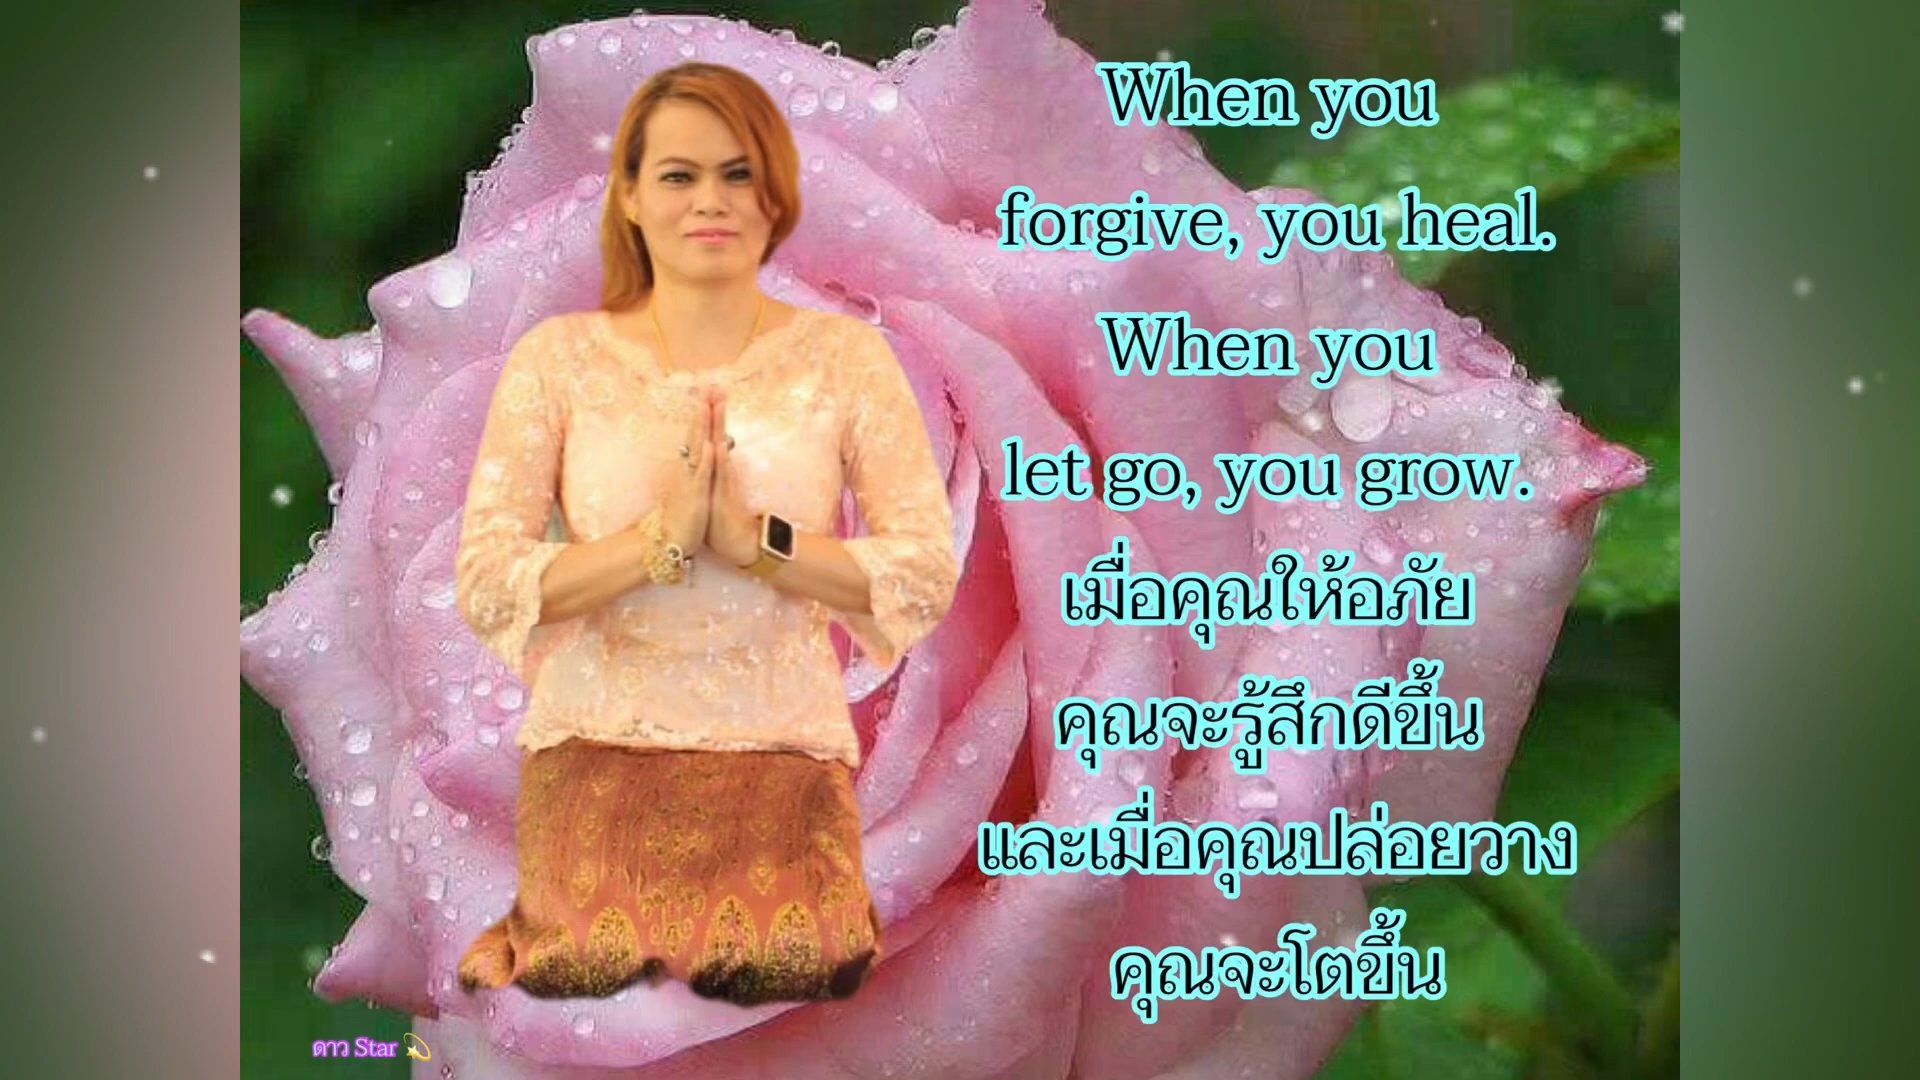 When you
forgive, you heal.
When you
let go, you grow.
เมื่อคุณให้อภัย
คุณจะรู้สึกดีขึ้น
และเมื่อคุณปล่อยวาง
คุณจะโตขึ้น
ดาว Star 💫